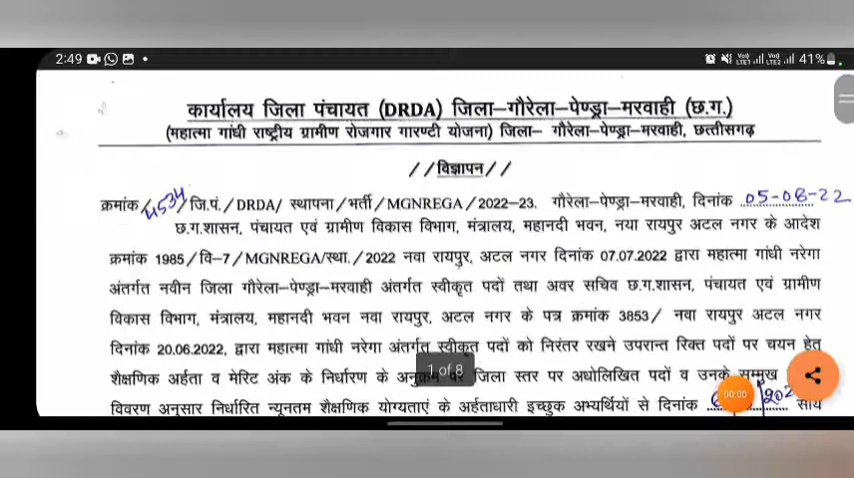 2:49
41%
कार्यालय जिला पंचायत (DRDA) जिला–गौरेला–पेण्ड्रा–मरवाही (छ.ग.)
(महात्मा गांधी राष्ट्रीय ग्रामीण रोजगार गारण्टी योजना) जिला– गौरेला–पेण्ड्रा–मरवाही, छत्तीसगढ़
//विज्ञापन//
क्रमांक/4534/जि.पं./DRDA/ स्थापना/भर्ती/MGNREGA/2022–23. गौरेला–पेण्ड्रा–मरवाही, दिनांक 05-08-22
छ.ग.शासन, पंचायत एवं ग्रामीण विकास विभाग, मंत्रालय, महानदी भवन, नया रायपुर अटल नगर के आदेश
क्रमांक 1985/वि–7/MGNREGA/स्था./2022 नवा रायपुर, अटल नगर दिनांक 07.07.2022 द्वारा महात्मा गांधी नरेगा
अंतर्गत नवीन जिला गौरेला–पेण्ड्रा–मरवाही अंतर्गत स्वीकृत पदों तथा अवर सचिव छ.ग.शासन, पंचायत एवं ग्रामीण
विकास विभाग, मंत्रालय, महानदी भवन नवा रायपुर, अटल नगर के पत्र क्रमांक 3853/ नवा रायपुर अटल नगर
दिनांक 20.06.2022, द्वारा महात्मा गांधी नरेगा अंतर्गत स्वीकृत पदों को निरंतर रखने उपरान्त रिक्त पदों पर चयन हेतु
शैक्षणिक अर्हता व मेरिट अंक के निर्धारण के अनुक्रम पर जिला स्तर पर अधोलिखित पदों व उनके सम्मुख
1 of 8
विवरण अनुसार निर्धारित न्यूनतम शैक्षणिक योग्यताएं के अर्हताधारी इच्छुक अभ्यर्थियों से दिनांक
00:00